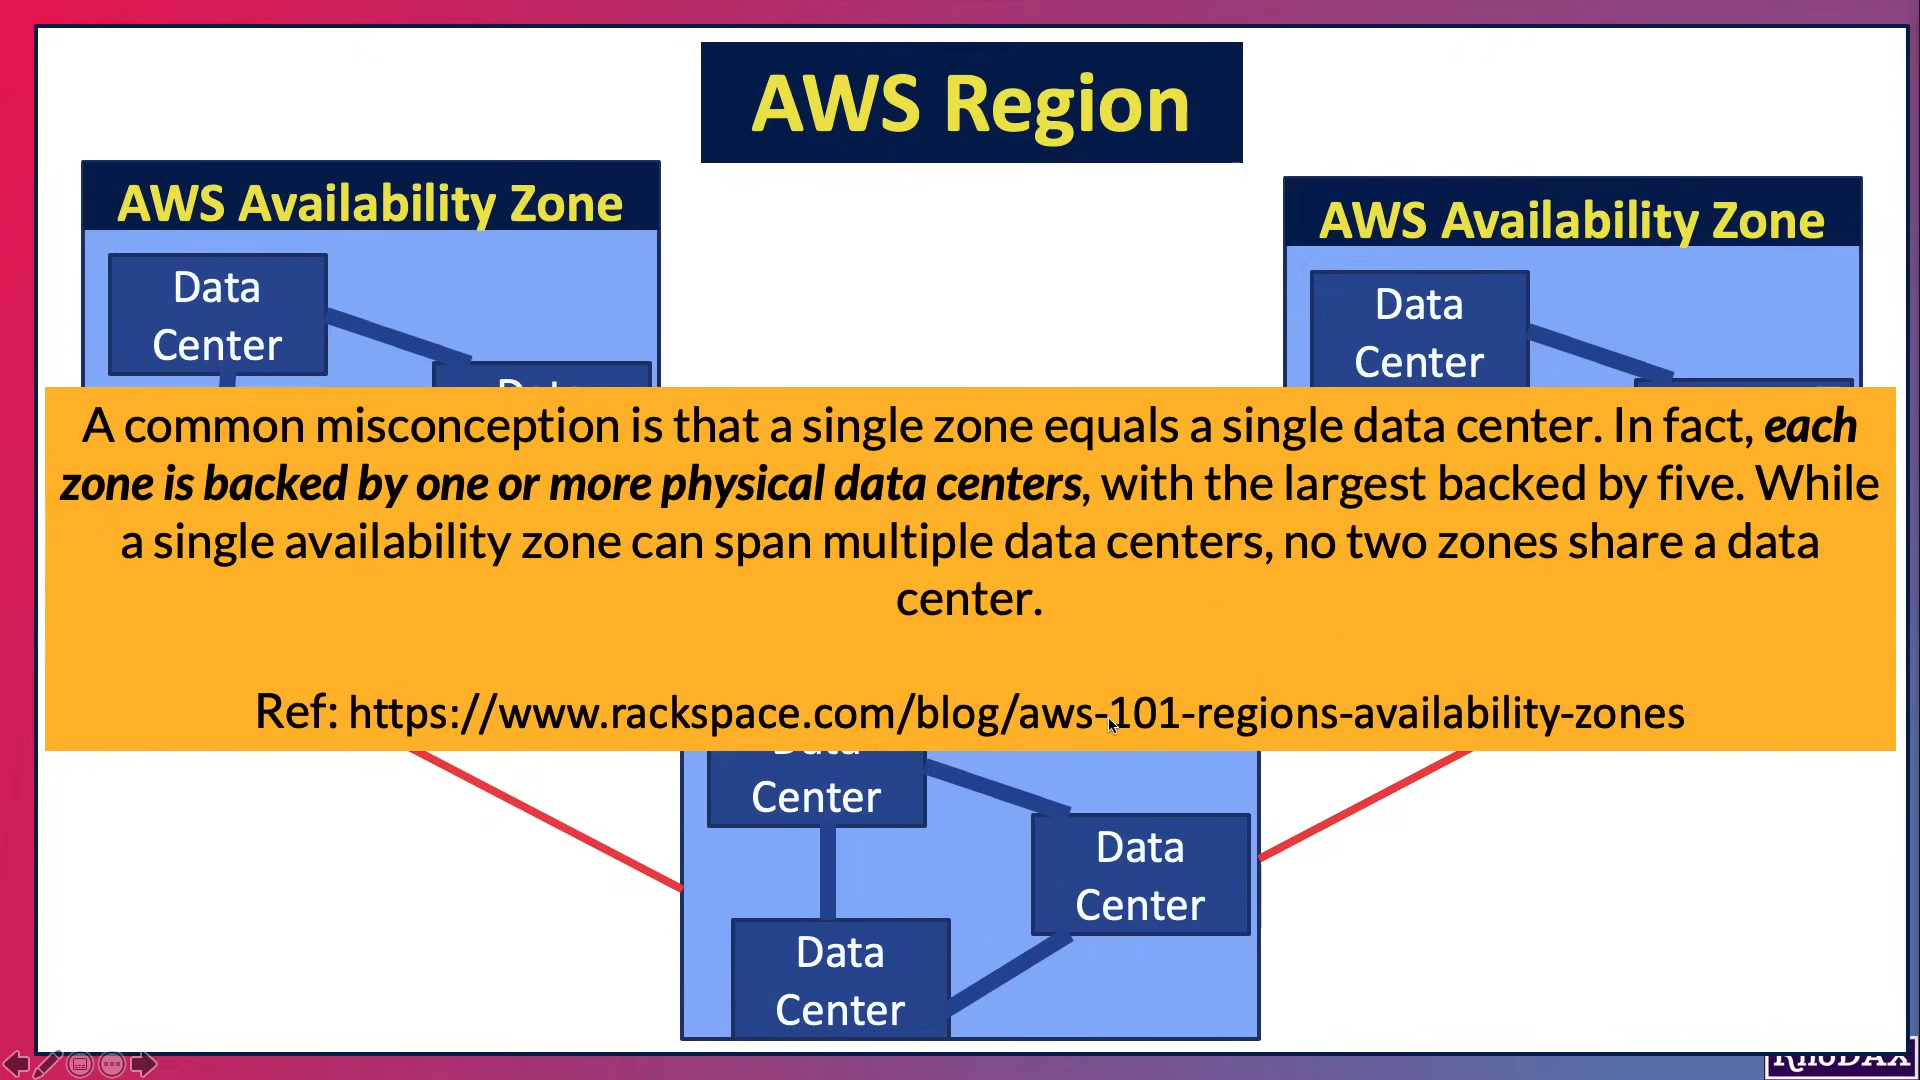 AWS Region
AWS Availability Zone
Data
Center
AWS Availability Zone
Data
Center
A common misconception is that a single zone equals a single data center. In fact, each
zone is backed by one or more physical data centers, with the largest backed by five. While
a single availability zone can span multiple data centers, no two zones share a data
center.
Ref: https://www.rackspace.com/blog/aws-101-regions-availability-zones
Data
Center
Data
Center
Data
Center